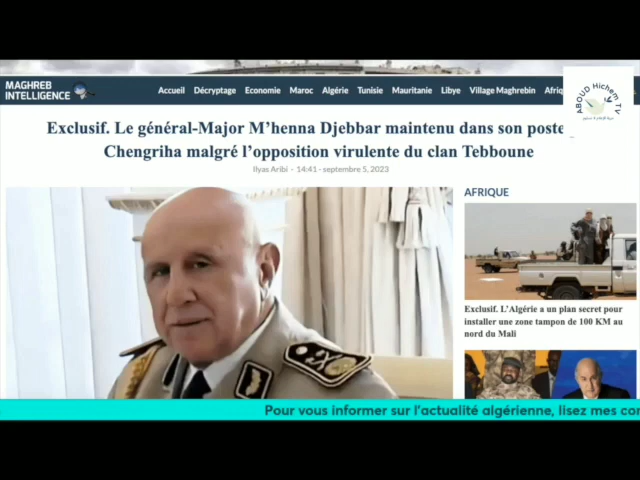 MAGHREB
INTELLIGENCE
Accueil Décryptage Economie Maroc Algérie Tunisie Mauritanie Libye Village Maghrebin
ABOUD Hichem TV
Exclusif. Le général-Major M'henna Djebbar maintenu dans son poste
Chengriha malgré l'opposition virulente du clan Tebboune
Ilyas Aribi - 14:41 - septembre 5, 2023
AFRIQUE
Exclusif. L'Algérie a un plan secret pour
installer une zone tampon de 100 KM au
nord du Mali
Pour vous informer sur l'actualité algérienne, lisez mes